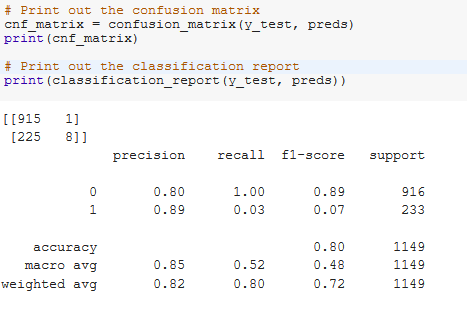 # Print out the confusion matrix
cnf_matrix = confusion_matrix(y_test, preds)
print(cnf_matrix)
# Print out the classification report
print(classification_report(y_test, preds))
[[915   1]
 [225   8]]
              precision    recall  f1-score   support
           0       0.80      1.00      0.89       916
           1       0.89      0.03      0.07       233
    accuracy                           0.80      1149
   macro avg       0.85      0.52      0.48      1149
weighted avg       0.82      0.80      0.72      1149